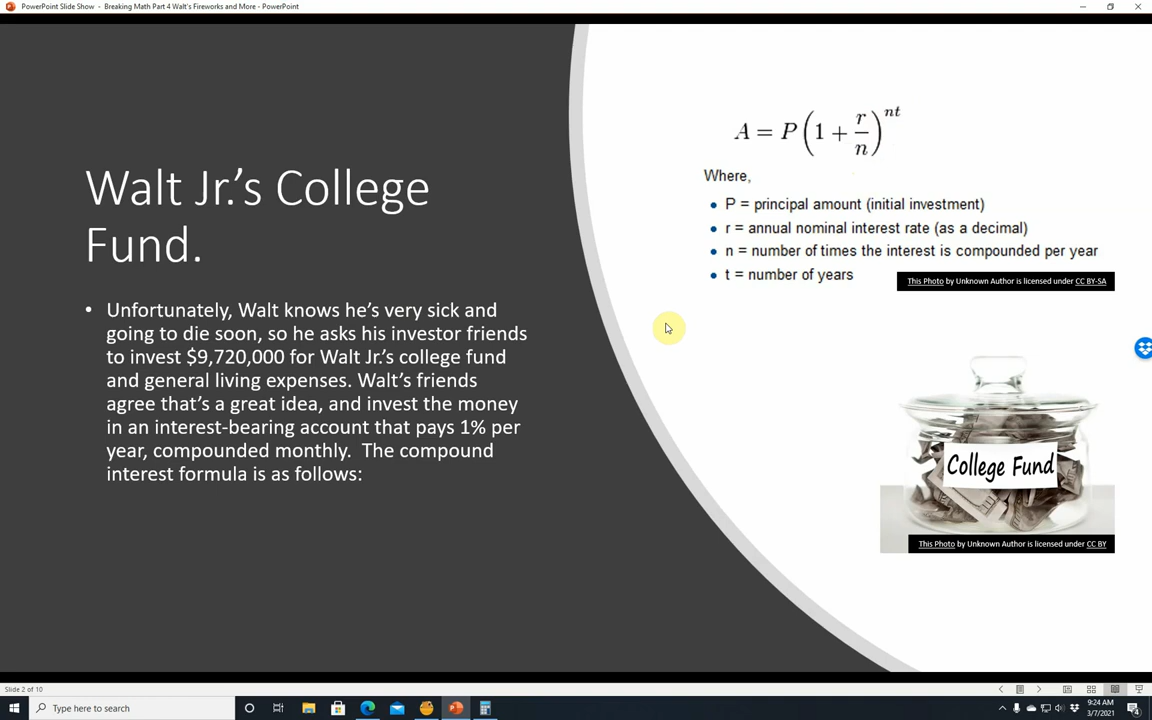 PowerPoint Slide Show - Breaking Math Part 4 Walt's Fireworks and More - PowerPoint
Walt Jr.'s College
Fund.
• Unfortunately, Walt knows he's very sick and
going to die soon, so he asks his investor friends
to invest $9,720,000 for Walt Jr.'s college fund
and general living expenses. Walt's friends
agree that's a great idea, and invest the money
in an interest-bearing account that pays 1% per
year, compounded monthly. The compound
interest formula is as follows:
A = P(1 + r/n)^nt
Where,
• P = principal amount (initial investment)
• r = annual nominal interest rate (as a decimal)
• n = number of times the interest is compounded per year
• t = number of years
This Photo by Unknown Author is licensed under CC BY-SA
College Fund
This Photo by Unknown Author is licensed under CC BY
Slide 2 of 10
Type here to search
9:24 AM
3/7/2021
4